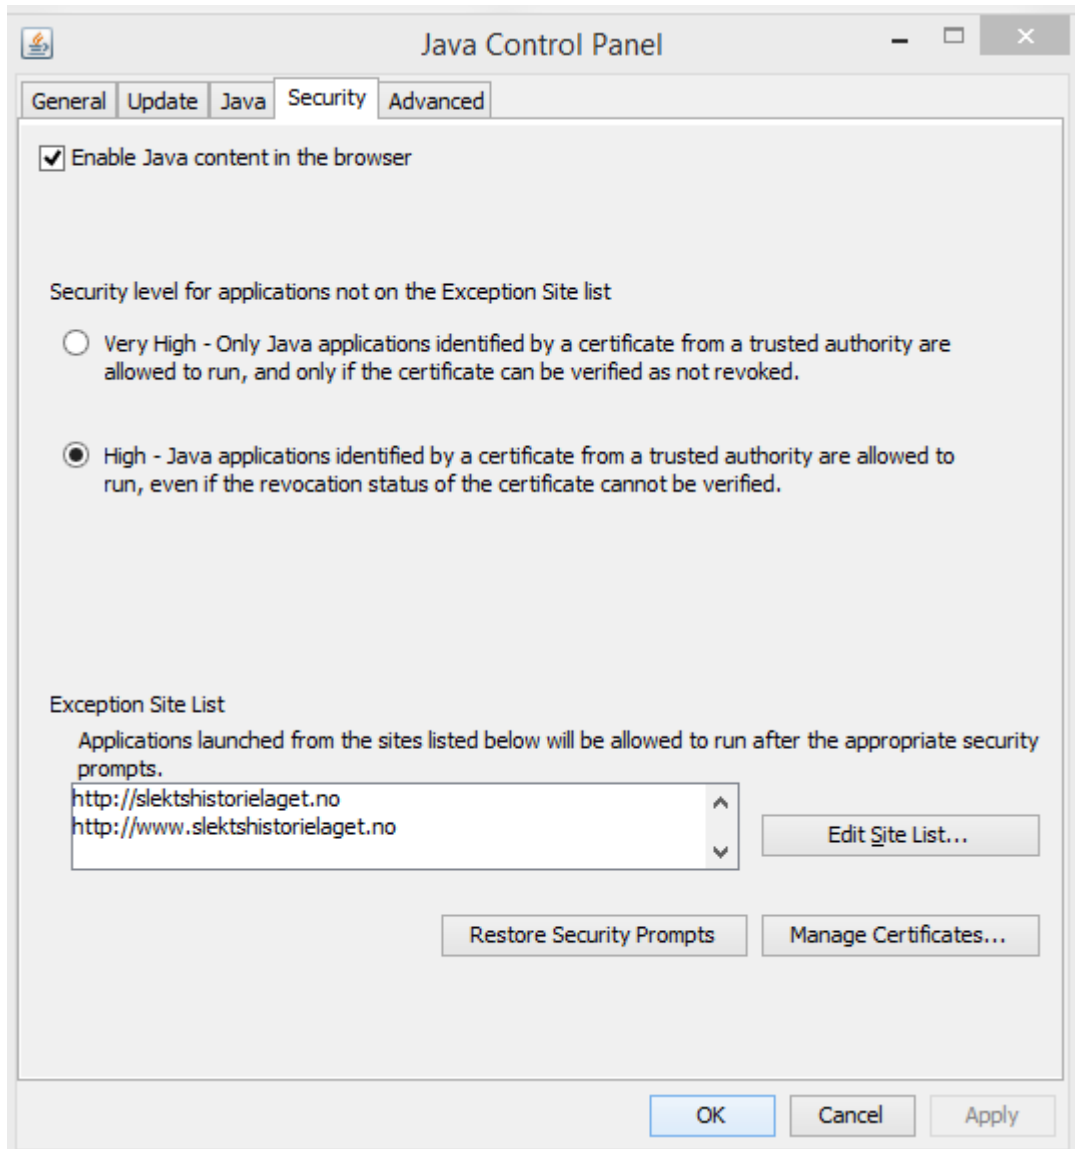 Java Control Panel
General Update Java Security Advanced
Enable Java content in the browser
Security level for applications not on the Exception Site list
Very High - Only Java applications identified by a certificate from a trusted authority are
allowed to run, and only if the certificate can be verified as not revoked.
High - Java applications identified by a certificate from a trusted authority are allowed to
run, even if the revocation status of the certificate cannot be verified.
Exception Site List
Applications launched from the sites listed below will be allowed to run after the appropriate security
prompts.
http://slektshistorielaget.no
http://www.slektshistorielaget.no
Edit Site List...
Restore Security Prompts Manage Certificates...
OK Cancel Apply